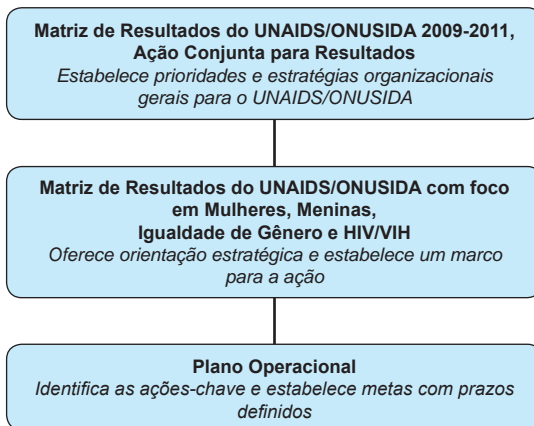 Matriz de Resultados do UNAIDS/ONUSIDA 2009-2011,
Ação Conjunta para Resultados
Estabelece prioridades e estratégias organizacionais
gerais para o UNAIDS/ONUSIDA
Matriz de Resultados do UNAIDS/ONUSIDA com foco
em Mulheres, Meninas,
Igualdade de Gênero e HIV/VIH
Oferece orientação estratégica e estabelece um marco
para a ação
Plano Operacional
Identifica as ações-chave e estabelece metas com prazos
definidos